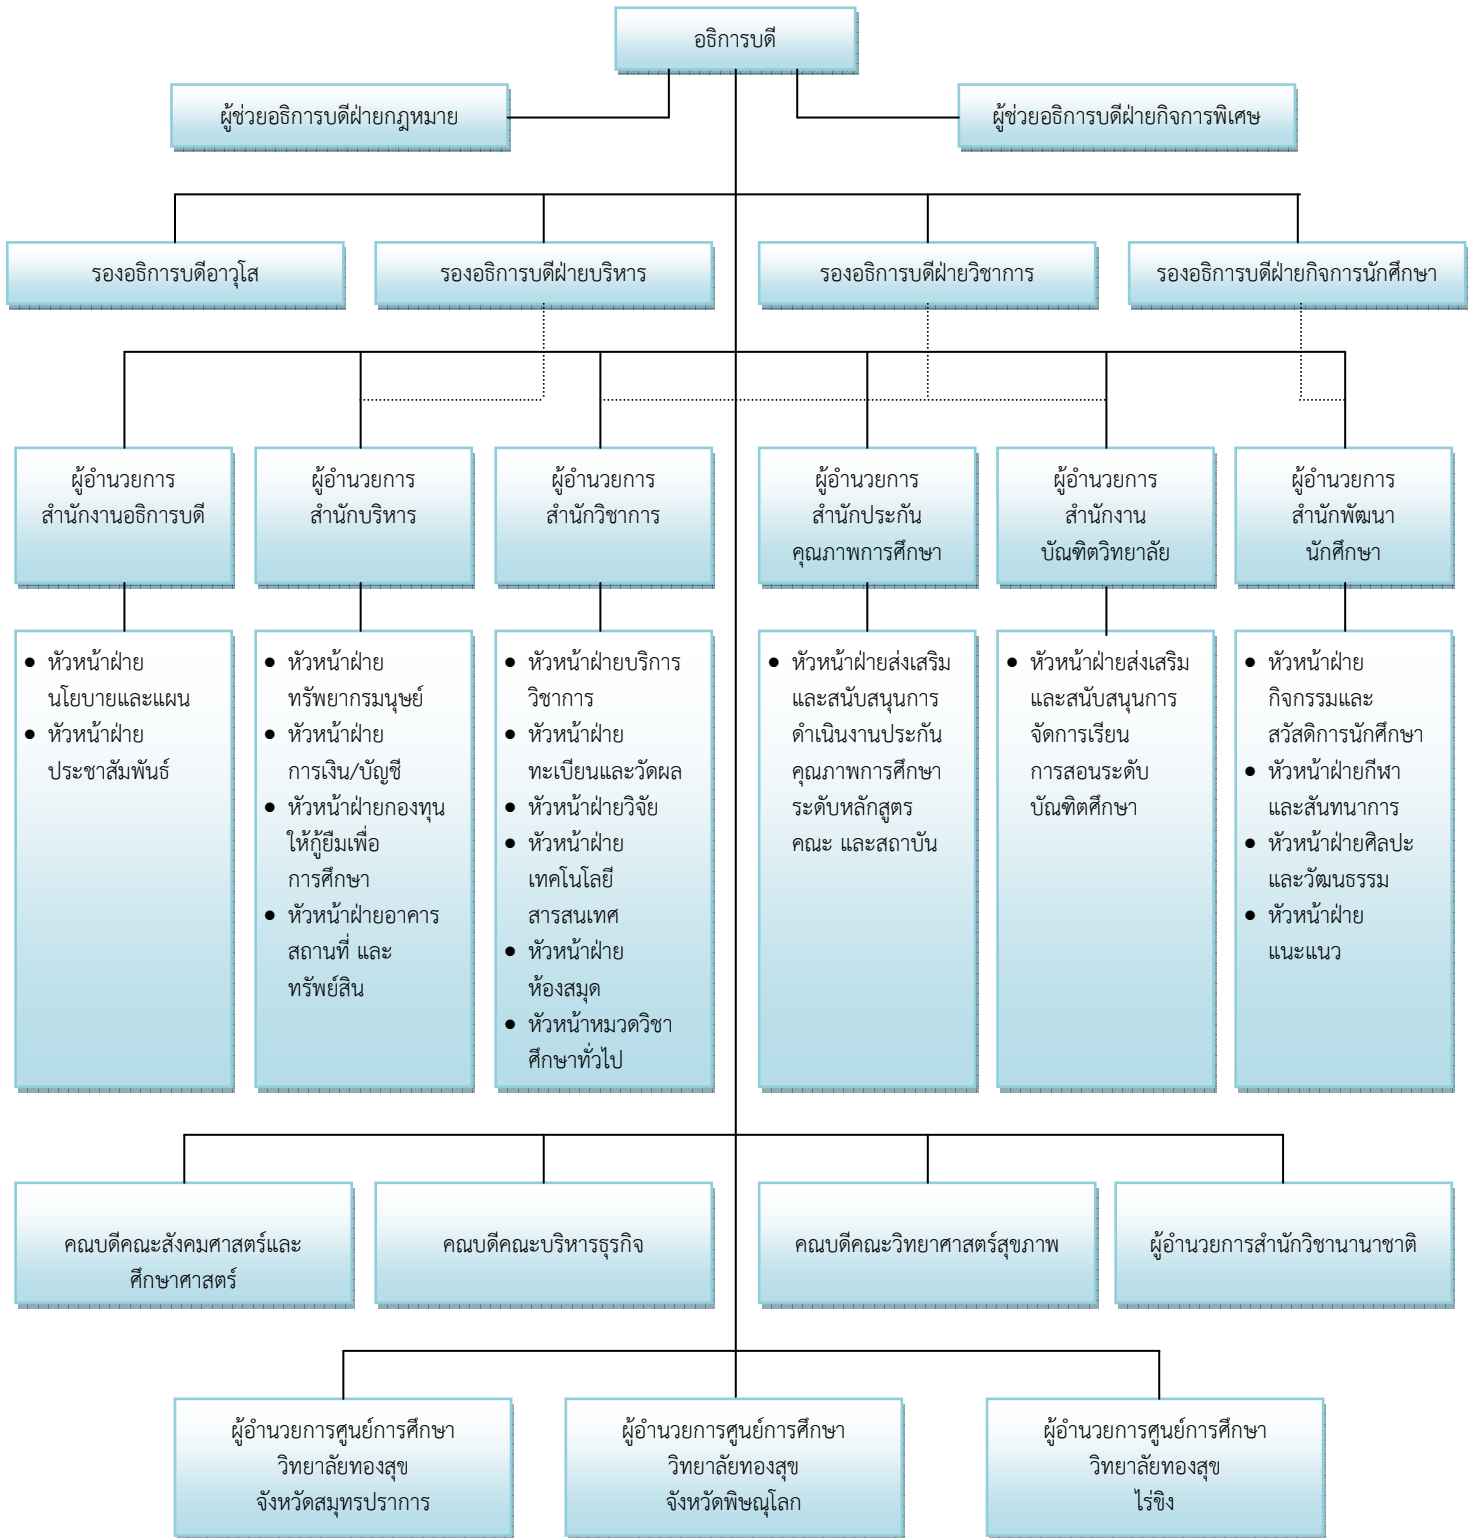 อธิการบดี
ผู้ช่วยอธิการบดีฝ่ายกฎหมาย
ผู้ช่วยอธิการบดีฝ่ายกิจการพิเศษ
รองอธิการบดีอาวุโส
รองอธิการบดีฝ่ายบริหาร
รองอธิการบดีฝ่ายวิชาการ
รองอธิการบดีฝ่ายกิจการนักศึกษา
ผู้อำนวยการ
สำนักงานอธิการบดี
ผู้อำนวยการ
สำนักบริหาร
ผู้อำนวยการ
สำนักวิชาการ
ผู้อำนวยการ
สำนักประกัน
คุณภาพการศึกษา
ผู้อำนวยการ
สำนักงาน
บัณฑิตวิทยาลัย
ผู้อำนวยการ
สำนักพัฒนา
นักศึกษา
• หัวหน้าฝ่าย
นโยบายและแผน
• หัวหน้าฝ่าย
ประชาสัมพันธ์
• หัวหน้าฝ่าย
ทรัพยากรมนุษย์
• หัวหน้าฝ่าย
การเงิน/บัญชี
• หัวหน้าฝ่ายกองทุน
ให้กู้ยืมเพื่อ
การศึกษา
• หัวหน้าฝ่ายอาคาร
สถานที่ และ
ทรัพย์สิน
• หัวหน้าฝ่ายบริการ
วิชาการ
• หัวหน้าฝ่าย
ทะเบียนและวัดผล
• หัวหน้าฝ่ายวิจัย
• หัวหน้าฝ่าย
เทคโนโลยี
สารสนเทศ
• หัวหน้าฝ่าย
ห้องสมุด
• หัวหน้าหมวดวิชา
ศึกษาทั่วไป
• หัวหน้าฝ่ายส่งเสริม
และสนับสนุนการ
ดำเนินงานประกัน
คุณภาพการศึกษา
ระดับหลักสูตร
คณะ และสถาบัน
• หัวหน้าฝ่ายส่งเสริม
และสนับสนุนการ
จัดการเรียน
การสอนระดับ
บัณฑิตศึกษา
• หัวหน้าฝ่าย
กิจกรรมและ
สวัสดิการนักศึกษา
• หัวหน้าฝ่ายกีฬา
และสันทนาการ
• หัวหน้าฝ่ายศิลปะ
และวัฒนธรรม
• หัวหน้าฝ่าย
แนะแนว
คณบดีคณะสังคมศาสตร์และ
ศึกษาศาสตร์
คณบดีคณะบริหารธุรกิจ
คณบดีคณะวิทยาศาสตร์สุขภาพ
ผู้อำนวยการสำนักวิชานานาชาติ
ผู้อำนวยการศูนย์การศึกษา
วิทยาลัยทองสุข
จังหวัดสมุทรปราการ
ผู้อำนวยการศูนย์การศึกษา
วิทยาลัยทองสุข
จังหวัดพิษณุโลก
ผู้อำนวยการศูนย์การศึกษา
วิทยาลัยทองสุข
ไร่ขิง